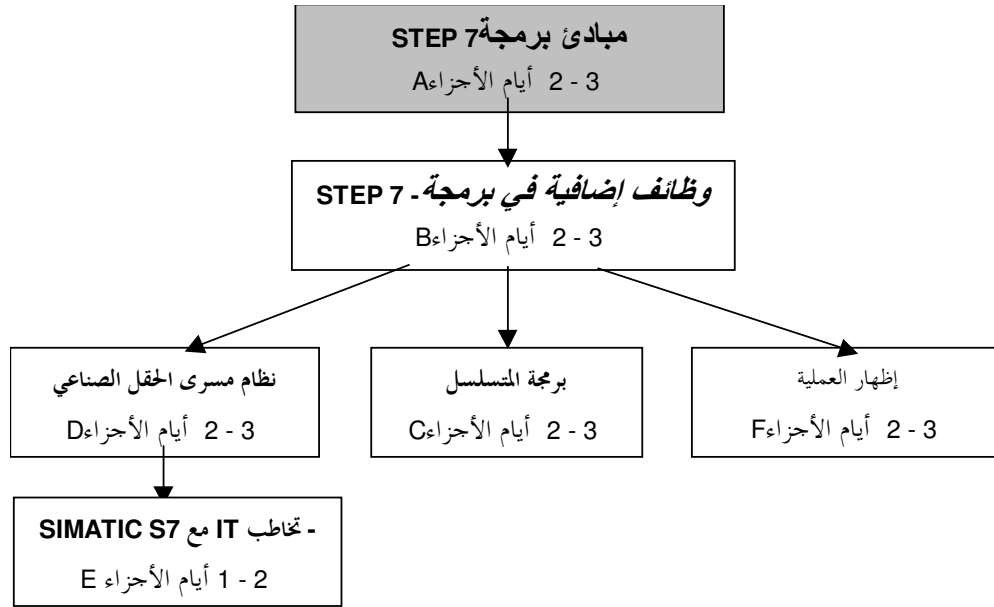 مبادئ برمجة STEP 7
2 - 3 أيام الأجزاء A
وظائف إضافية في برمجة - STEP 7
2 - 3 أيام الأجزاء B
نظام مسرى الحقل الصناعي
2 - 3 أيام الأجزاء D
برمجة المتسلسل
2 - 3 أيام الأجزاء C
إظهار العملية
2 - 3 أيام الأجزاء F
- تخاطب IT مع SIMATIC S7
1 - 2 أيام الأجزاء E